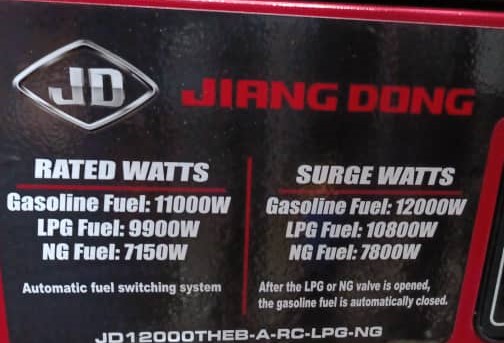 JD JIANG DONG
RATED WATTS
Gasoline Fuel: 11000W
LPG Fuel: 9900W
NG Fuel: 7150W
Automatic fuel switching system
SURGE WATTS
Gasoline Fuel: 12000W
LPG Fuel: 10800W
NG Fuel: 7800W
After the LPG or NG valve is opened,
the gasoline fuel is automatically closed.
JD12000THEB-A-RC-LPG-NG